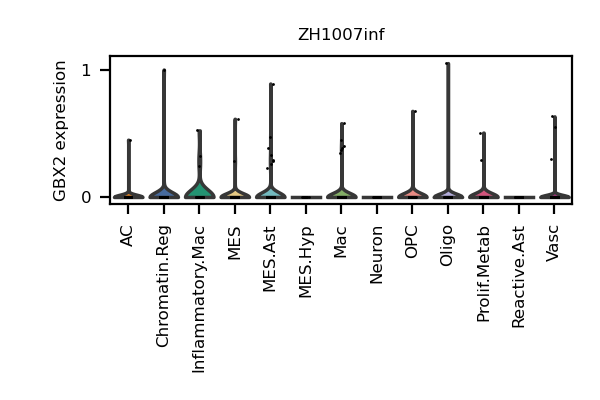 ZH1007inf
GBX2 expression
1
0
AC
Chromatin.Reg
Inflammatory.Mac
MES
MES.Ast
MES.Hyp
Mac
Neuron
OPC
Oligo
Prolif.Metab
Reactive.Ast
Vasc